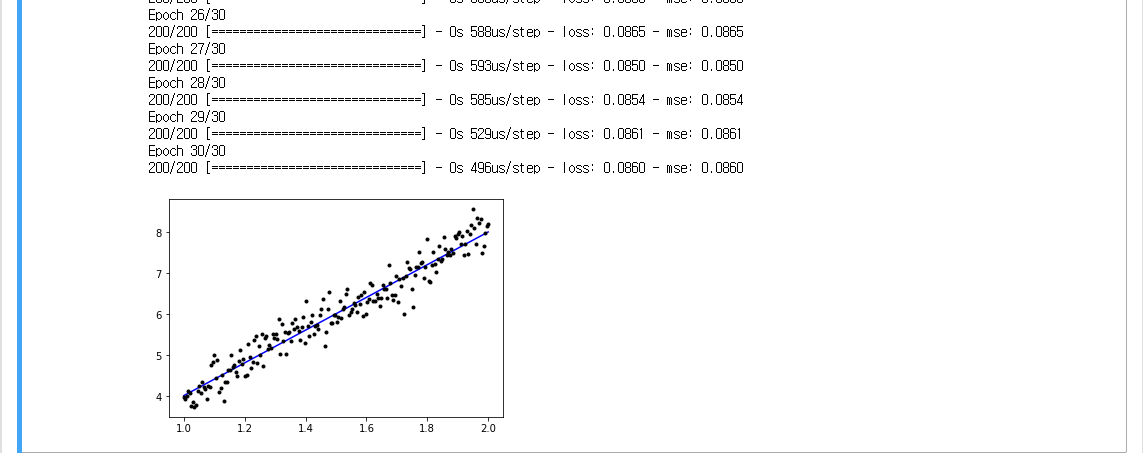 Epoch 26/30
200/200 [==============================] - 0s 588us/step - loss: 0.0865 - mse: 0.0865
Epoch 27/30
200/200 [==============================] - 0s 593us/step - loss: 0.0850 - mse: 0.0850
Epoch 28/30
200/200 [==============================] - 0s 585us/step - loss: 0.0854 - mse: 0.0854
Epoch 29/30
200/200 [==============================] - 0s 529us/step - loss: 0.0861 - mse: 0.0861
Epoch 30/30
200/200 [==============================] - 0s 496us/step - loss: 0.0860 - mse: 0.0860
8
7
6
5
4
1.0 1.2 1.4 1.6 1.8 2.0